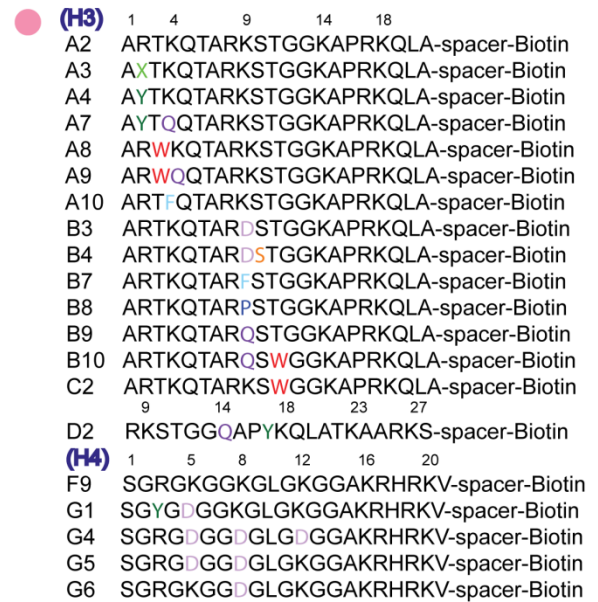 (H3) 1 4 9 14 18
A2 ARTKQTARKSTGGKAPRKQLA-spacer-Biotin
A3 AXTKQTARKSTGGKAPRKQLA-spacer-Biotin
A4 AYTKQTARKSTGGKAPRKQLA-spacer-Biotin
A7 AYTQQTARKSTGGKAPRKQLA-spacer-Biotin
A8 ARWKQTARKSTGGKAPRKQLA-spacer-Biotin
A9 ARWQQTARKSTGGKAPRKQLA-spacer-Biotin
A10 ARTFQTARKSTGGKAPRKQLA-spacer-Biotin
B3 ARTKQTARDSTGGKAPRKQLA-spacer-Biotin
B4 ARTKQTARDSTGGKAPRKQLA-spacer-Biotin
B7 ARTKQTARFSTGGKAPRKQLA-spacer-Biotin
B8 ARTKQTARPSTGGKAPRKQLA-spacer-Biotin
B9 ARTKQTARQSTGGKAPRKQLA-spacer-Biotin
B10 ARTKQTARQSWGGKAPRKQLA-spacer-Biotin
C2 ARTKQTARKSWGGKAPRKQLA-spacer-Biotin
9 14 18 23 27
D2 RKSTGGQAPYKQLATKAARKS-spacer-Biotin
(H4) 1 5 8 12 16 20
F9 SGRGKGGKGLGKGGAKRHRKV-spacer-Biotin
G1 SGYGDGGKGLGKGGAKRHRKV-spacer-Biotin
G4 SGRGDGGDGLGDGGAKRHRKV-spacer-Biotin
G5 SGRGDGGDGLGKGGAKRHRKV-spacer-Biotin
G6 SGRGKGGDGLGKGGAKRHRKV-spacer-Biotin